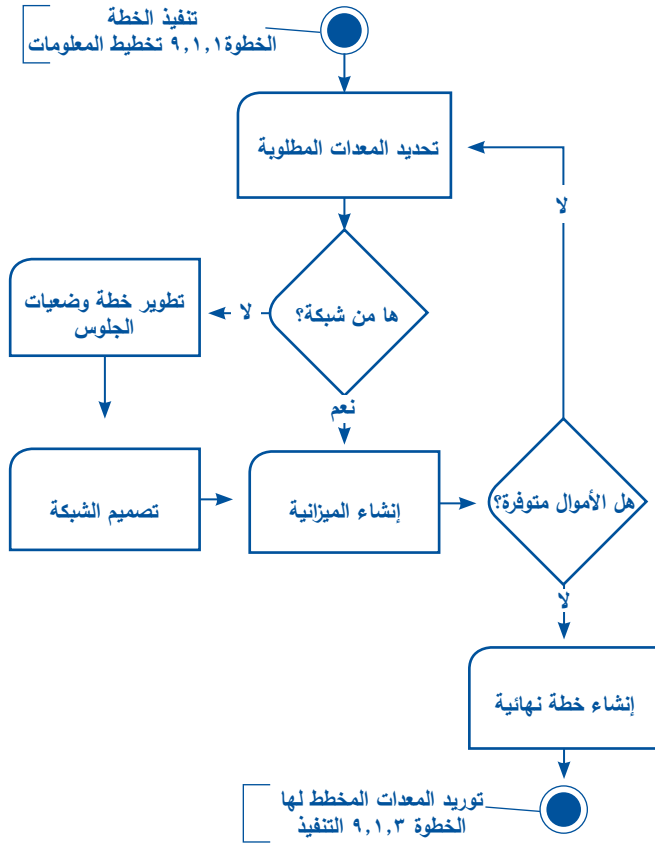 تنفيذ الخطة
الخطوة٩,١,١ تخطيط المعلومات
تحديد المعدات المطلوبة
لا
ها من شبكة؟
لا
تطوير خطة وضعيات
الجلوس
نعم
هل الأموال متوفرة؟
إنشاء الميزانية
تصميم الشبكة
لا
إنشاء خطة نهائية
توريد المعدات المخطط لها
الخطوة ٩,١,٣ التنفيذ